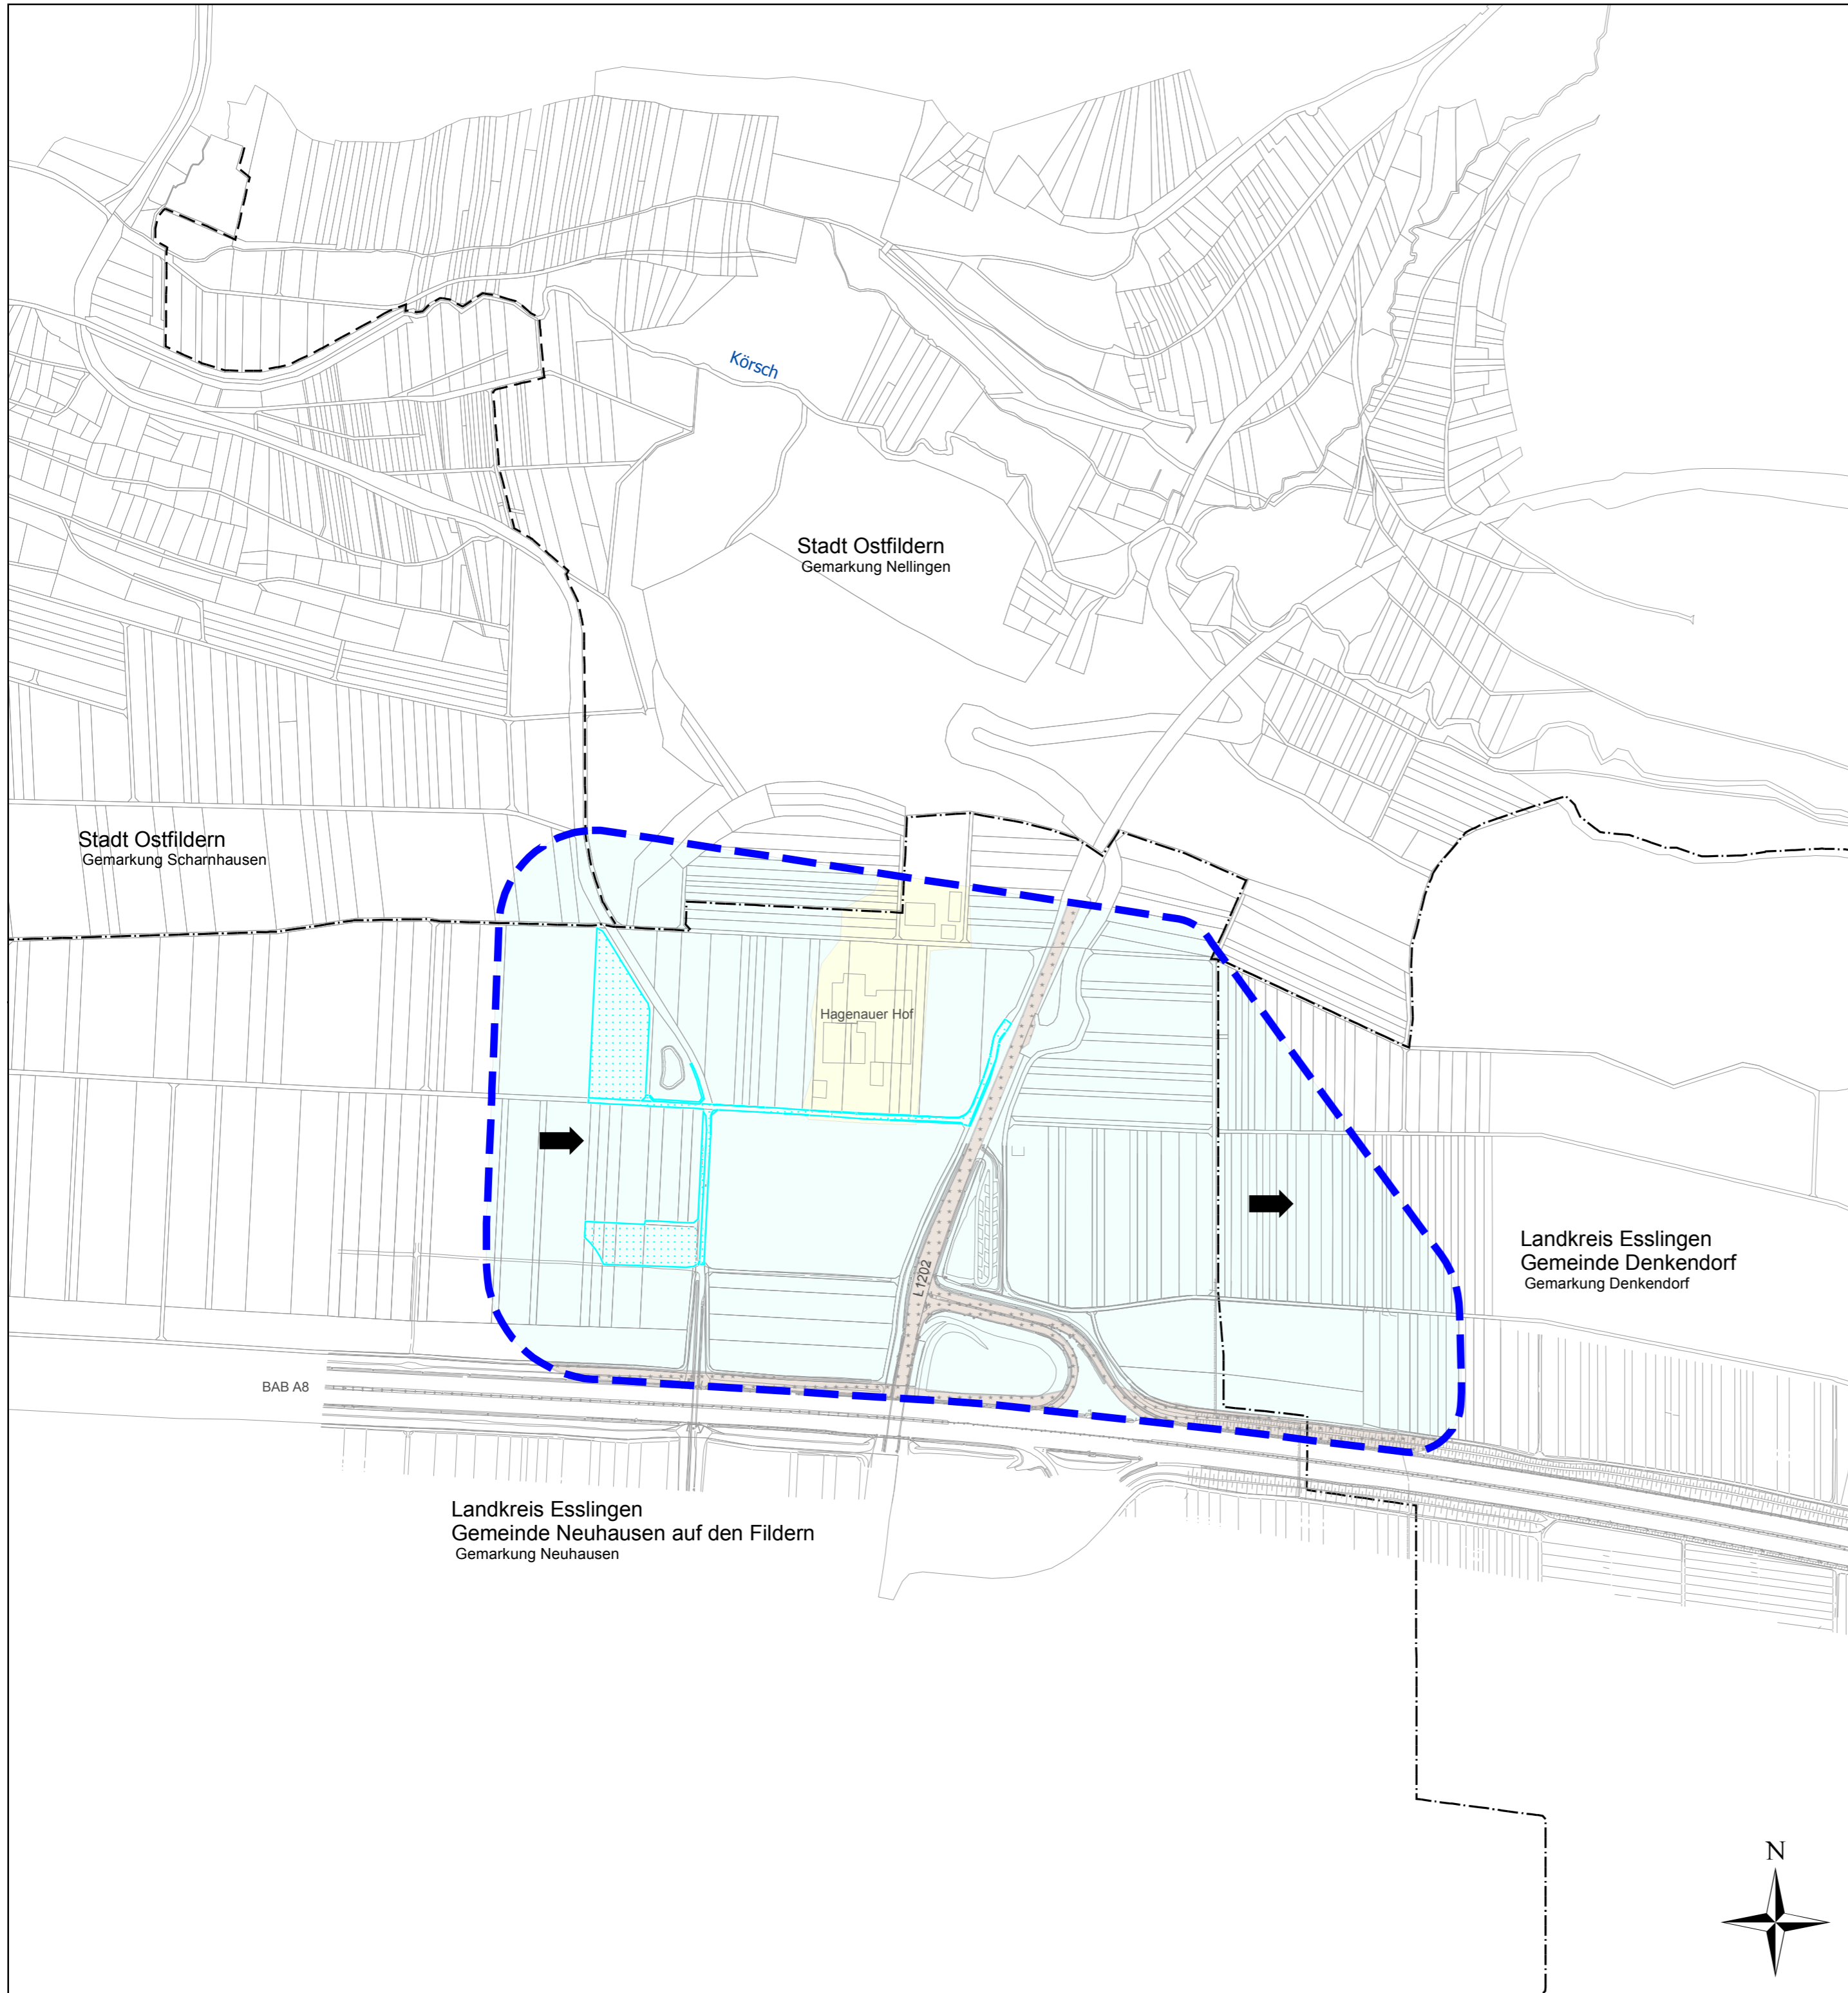 Körsch
Stadt Ostfildern
Gemarkung Nellingen
Stadt Ostfildern
Gemarkung Scharnhausen
Hagenauer Hof
L1202
Landkreis Esslingen
Gemeinde Denkendorf
Gemarkung Denkendorf
BAB A8
Landkreis Esslingen
Gemeinde Neuhausen auf den Fildern
Gemarkung Neuhausen
N